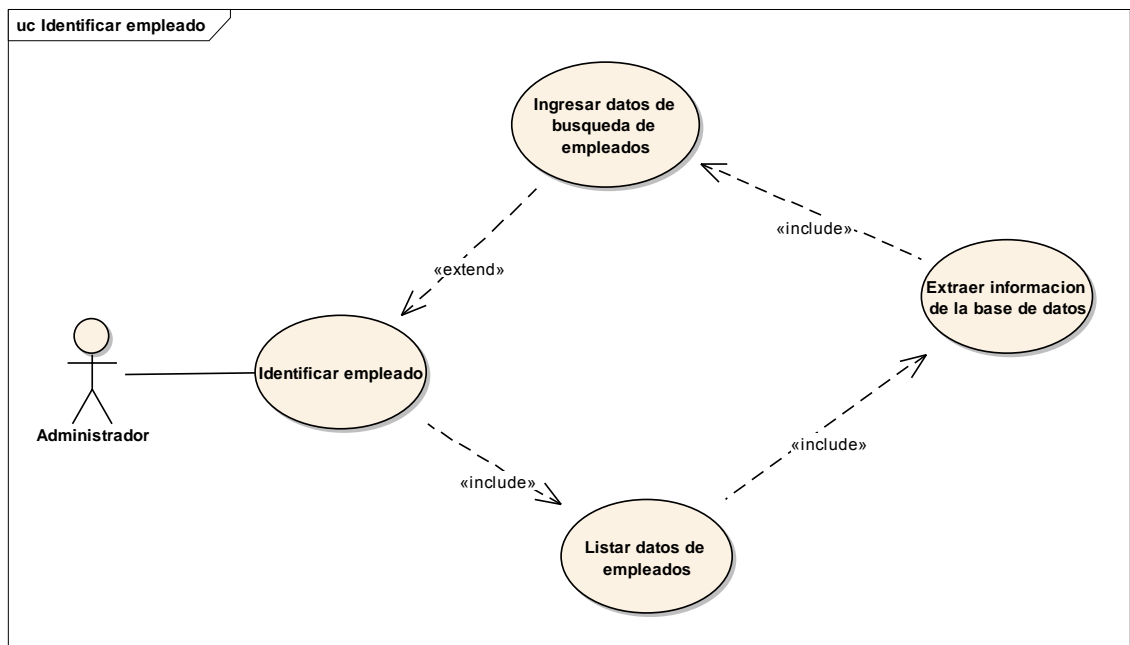 uc Identificar empleado
Ingresar datos de
busqueda de
empleados
«include»
«extend»
Extraer informacion
de la base de datos
Identificar empleado
Administrador
«include»
«include»
Listar datos de
empleados